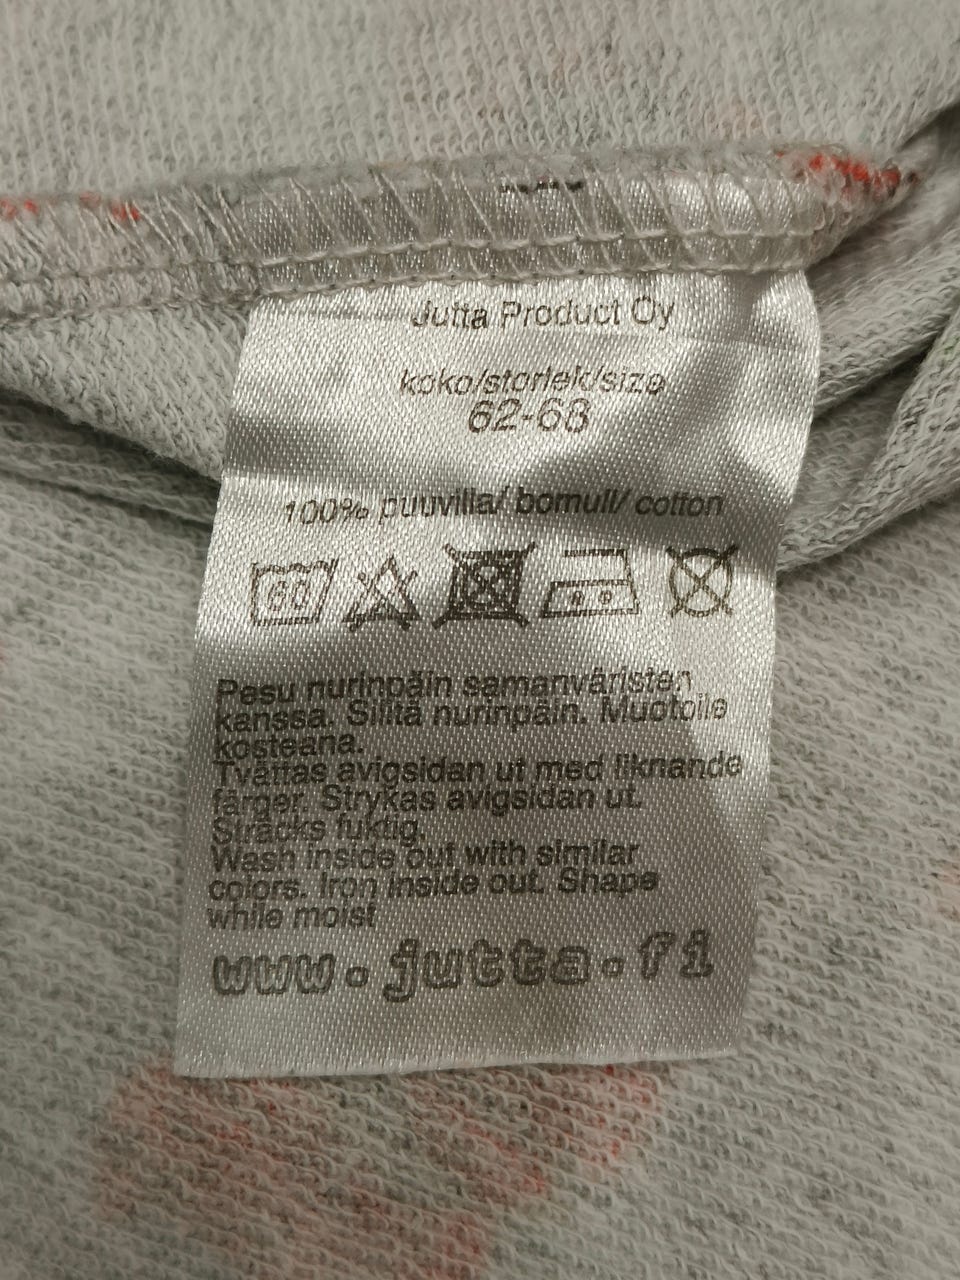 Jutta Product Oy
koko/storlek/size
62-68
100% puuvilla/ bomull/ cotton
60
Pesu nurinpäin samanväristen
kanssa. Silitä nurinpäin. Muotoile
kosteana.
Tvättas avigsidan ut med liknande
färger. Strykas avigsidan ut.
Sträcks fuktig.
Wash inside out with similar
colors. Iron inside out. Shape
while moist
www.jutta.fi